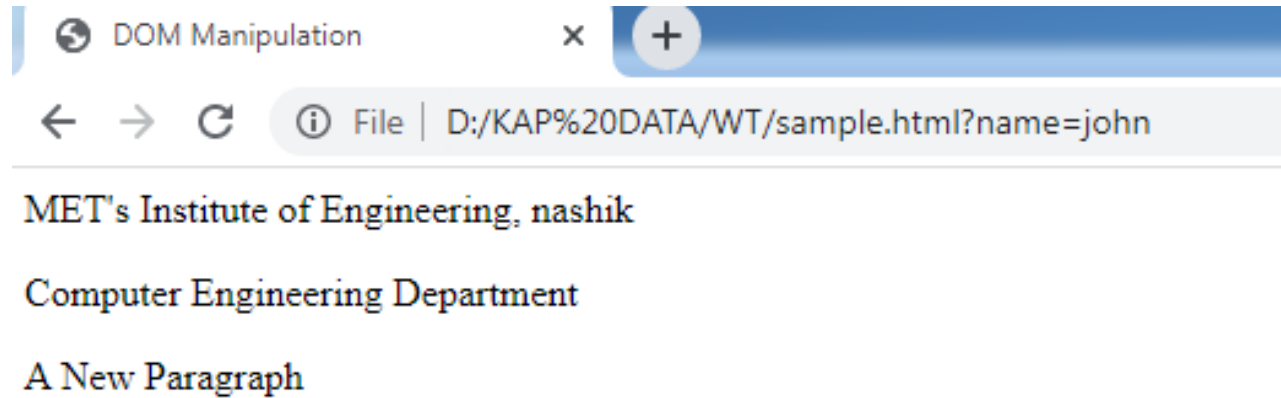 DOM Manipulation
File | D:/KAP%20DATA/WT/sample.html?name=john
MET's Institute of Engineering, nashik
Computer Engineering Department
A New Paragraph